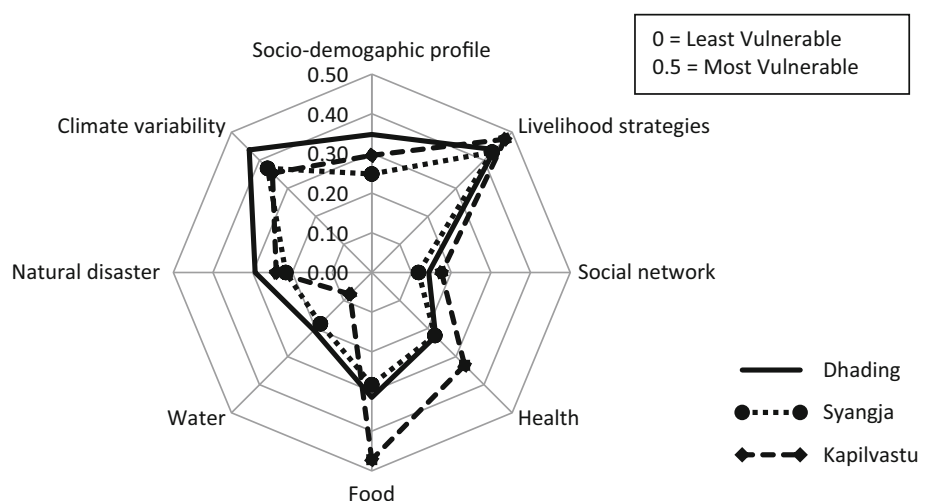 0 = Least Vulnerable
0.5 = Most Vulnerable
Socio-demogaphic profile
0.50
0.40
0.30
0.20
0.10
0.00
Climate variability
Livelihood strategies
Natural disaster
Social network
Water
Health
Food
Dhading
Syangja
Kapilvastu